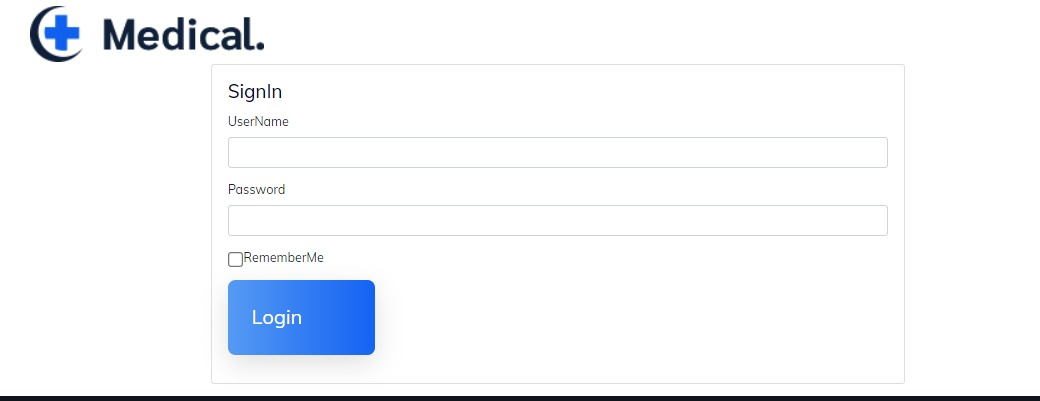 Medical.
SignIn
UserName
Password
RememberMe
Login